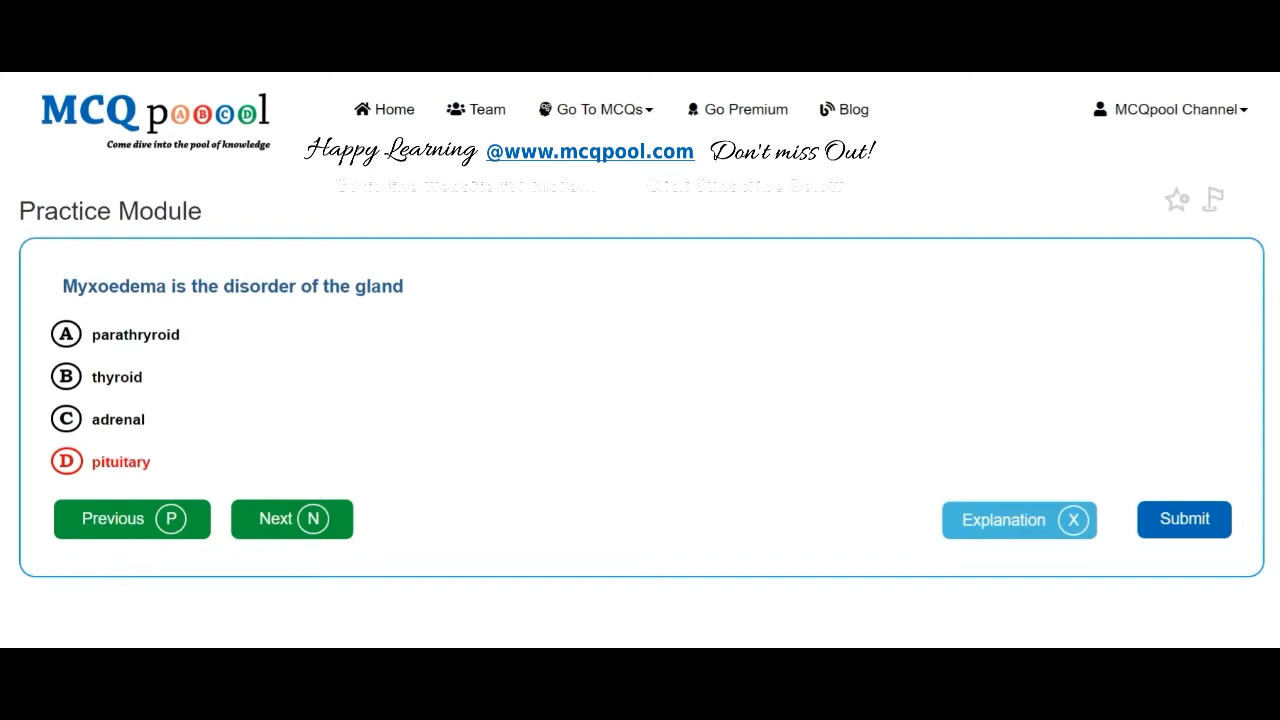 MCQ pooool
Come dive into the pool of knowledge
Home Team Go To MCQs Go Premium Blog MCQpool Channel
Happy Learning @www.mcqpool.com Don't miss Out!
Practice Module
Myxoedema is the disorder of the gland
A parathryroid
B thyroid
C adrenal
D pituitary
Previous P Next N Explanation X Submit